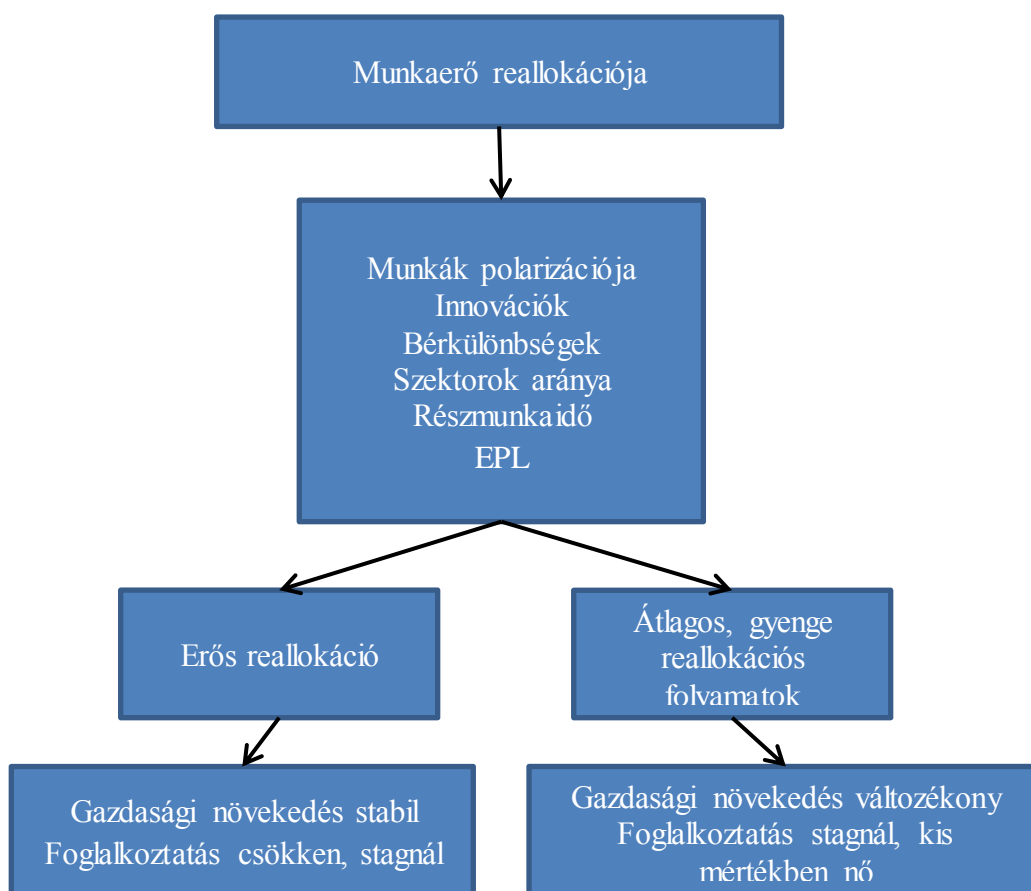 Munkaerő reallokációja
Munkák polarizációja
Innovációk
Bérkülönbségek
Szektorok aránya
Részmunkaidő
EPL
Erős reallokáció
Átlagos, gyenge
reallokációs
folyamatok
Gazdasági növekedés stabil
Foglalkoztatás csökken, stagnál
Gazdasági növekedés változékony
Foglalkoztatás stagnál, kis
mértékben nő